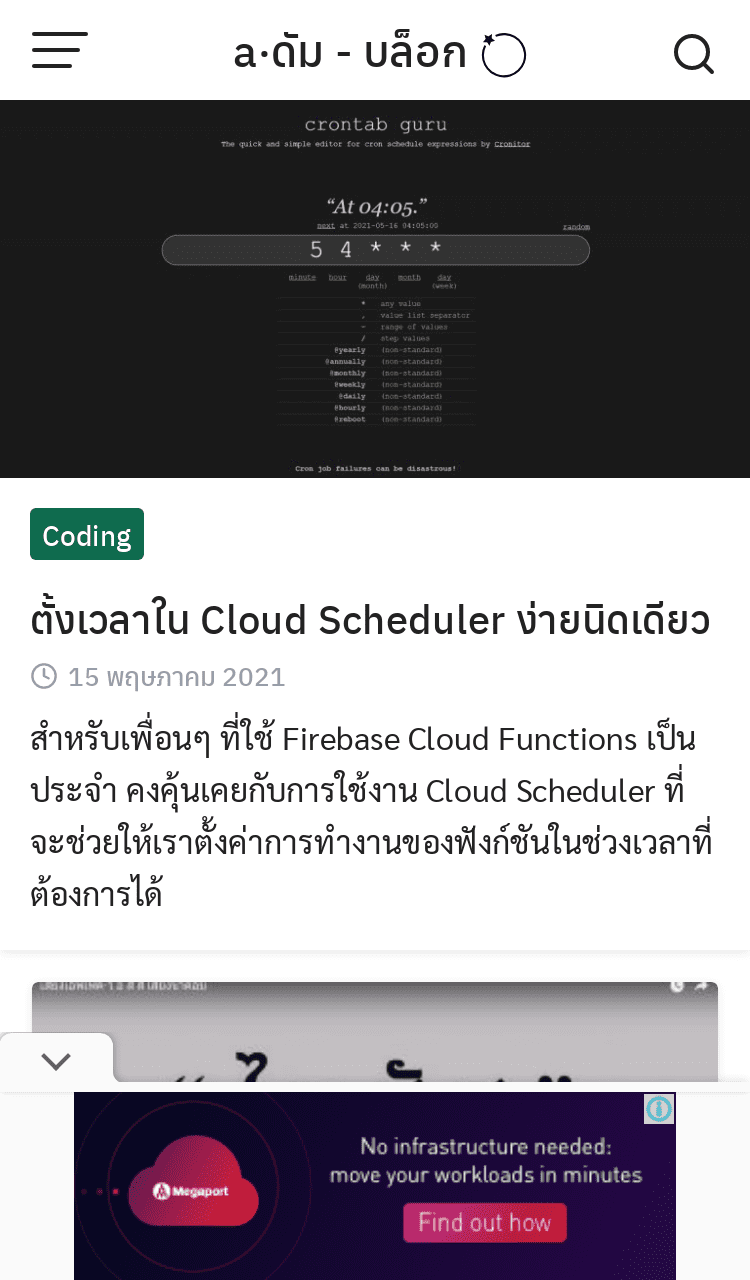 a·ดัม - บล็อก
crontab guru
The quick and simple editor for cron schedule expressions by Cronitor
“At 04:05.”
next at 2021-05-16 04:05:00
random
5 4 * * *
minute hour day (month) month day (week)
* any value
, value list separator
- range of values
/ step values
@yearly (non-standard)
@annually (non-standard)
@monthly (non-standard)
@weekly (non-standard)
@daily (non-standard)
@hourly (non-standard)
@reboot (non-standard)
Cron job failures can be disastrous!
Coding
ตั้งเวลาใน Cloud Scheduler ง่ายนิดเดียว
15 พฤษภาคม 2021
สำหรับเพื่อนๆ ที่ใช้ Firebase Cloud Functions เป็น
ประจำ คงคุ้นเคยกับการใช้งาน Cloud Scheduler ที่
จะช่วยให้เราตั้งค่าการทำงานของฟังก์ชันในช่วงเวลาที่
ต้องการได้
No infrastructure needed:
move your workloads in minutes
Megaport
Find out how